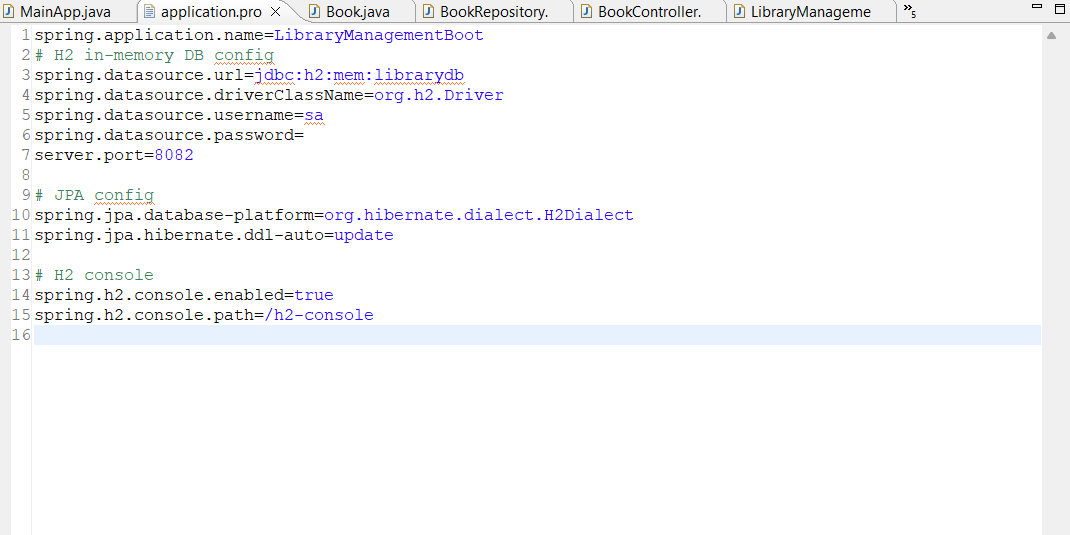 MainApp.java application.pro Book.java BookRepository. BookController. LibraryManageme »5
1 spring.application.name=LibraryManagementBoot
2 # H2 in-memory DB config
3 spring.datasource.url=jdbc:h2:mem:librarydb
4 spring.datasource.driverClassName=org.h2.Driver
5 spring.datasource.username=sa
6 spring.datasource.password=
7 server.port=8082
8
9 # JPA config
10 spring.jpa.database-platform=org.hibernate.dialect.H2Dialect
11 spring.jpa.hibernate.ddl-auto=update
12
13 # H2 console
14 spring.h2.console.enabled=true
15 spring.h2.console.path=/h2-console
16